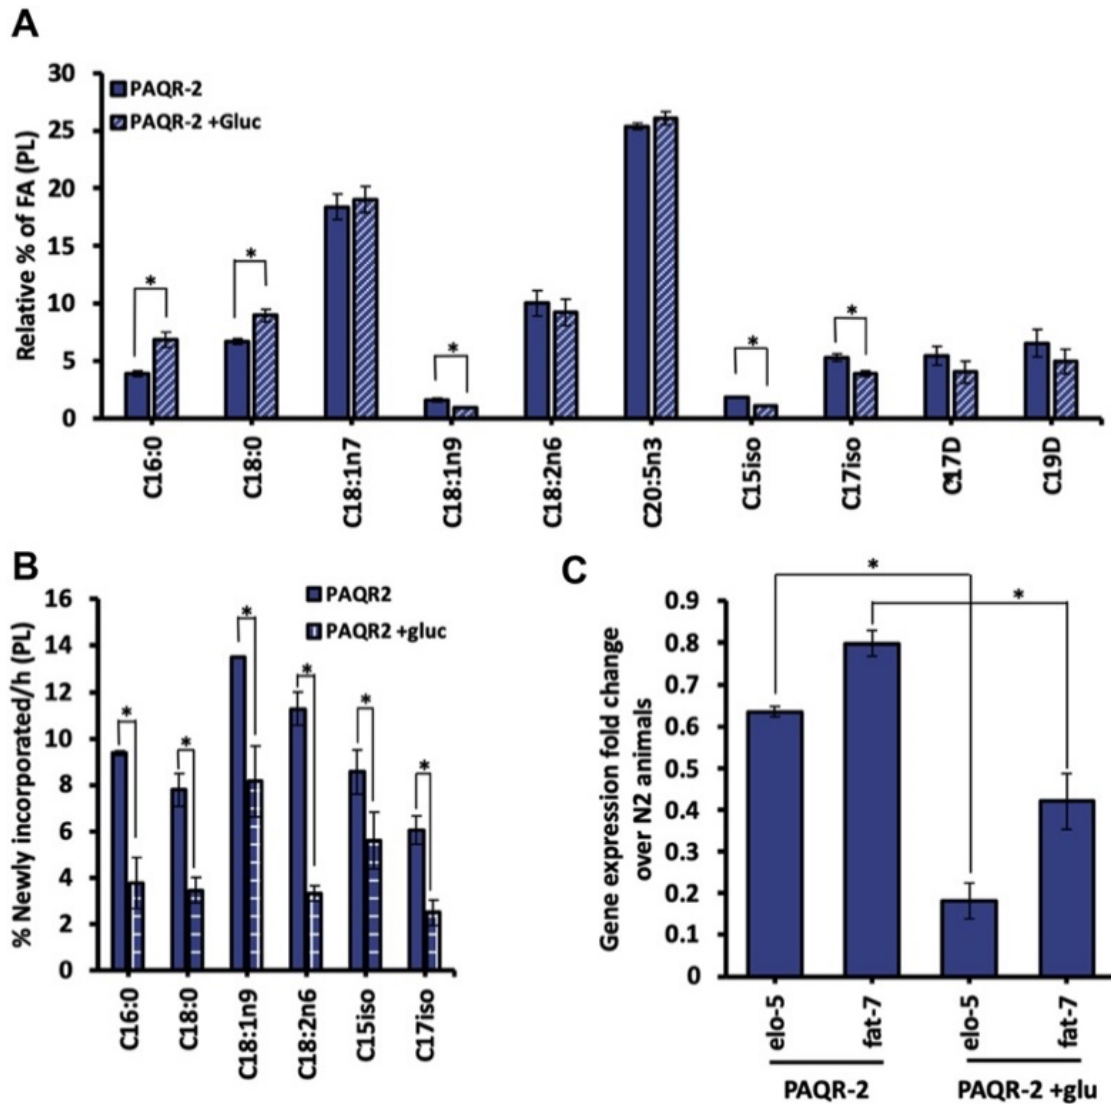 A
30
25
20
15
10
5
0
Relative % of FA (PL)
PAQR-2
PAQR-2 +Gluc
*
*
*
*
*
C16:0
C18:0
C18:1n7
C18:1n9
C18:2n6
C20:5n3
C15iso
C17iso
C17D
C19D
B
16
14
12
10
8
6
4
2
0
% Newly incorporated/h (PL)
PAQR2
PAQR2 +gluc
*
*
*
*
*
*
C16:0
C18:0
C18:1n9
C18:2n6
C15iso
C17iso
C
Gene expression fold change
over N2 animals
0.9
0.8
0.7
0.6
0.5
0.4
0.3
0.2
0.1
0
*
*
elo-5
fat-7
elo-5
fat-7
PAQR-2
PAQR-2 +glu